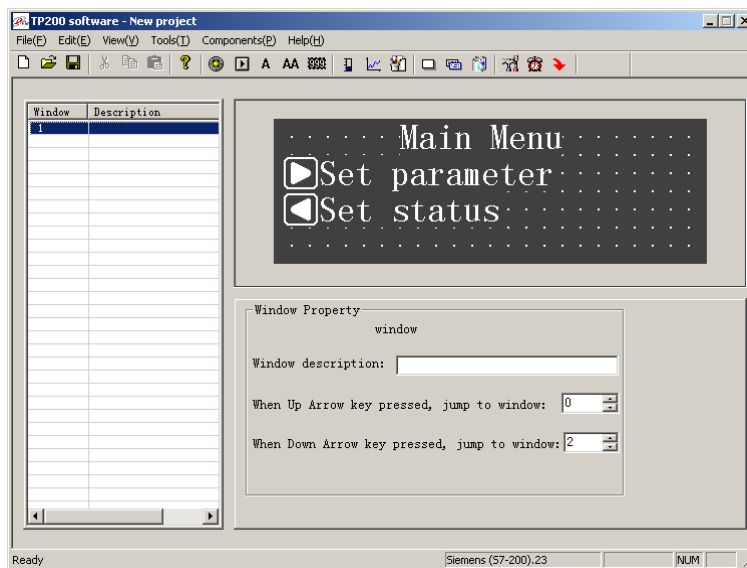 TP200 software - New project
File(F) Edit(E) View(V) Tools(T) Components(P) Help(H)
A AA
Window Description
1
Main Menu
Set parameter
Set status
Window Property
window
Window description:
When Up Arrow key pressed, jump to window: 0
When Down Arrow key pressed, jump to window: 2
Ready Siemens (S7-200).23 NUM